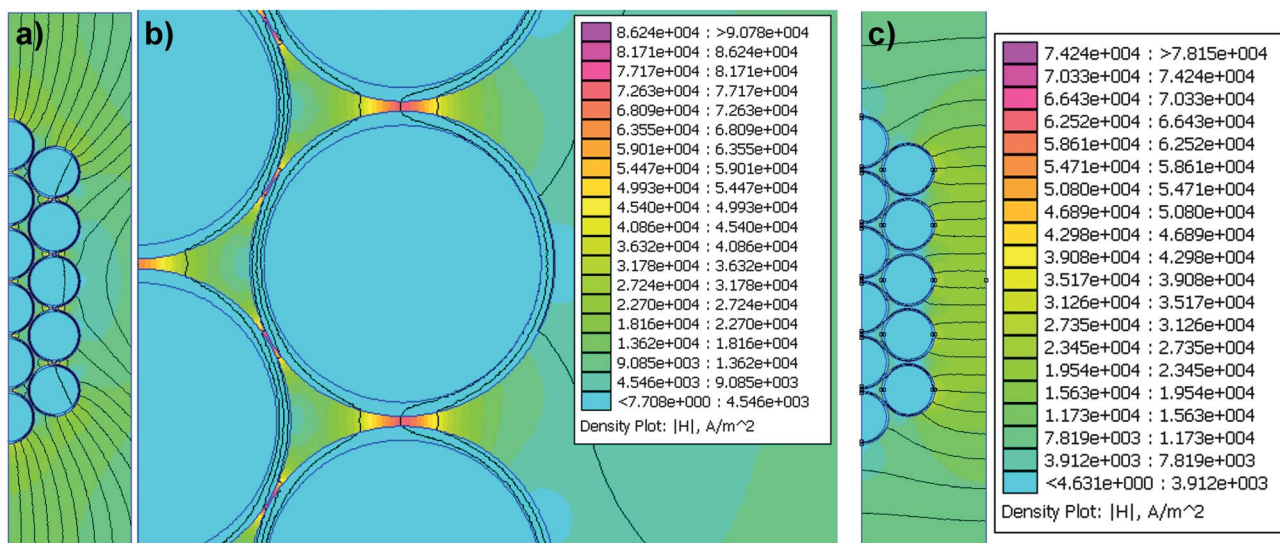 a)
b)
8.624e+004 : >9.078e+004
8.171e+004 : 8.624e+004
7.717e+004 : 8.171e+004
7.263e+004 : 7.717e+004
6.809e+004 : 7.263e+004
6.355e+004 : 6.809e+004
5.901e+004 : 6.355e+004
5.447e+004 : 5.901e+004
4.993e+004 : 5.447e+004
4.540e+004 : 4.993e+004
4.086e+004 : 4.540e+004
3.632e+004 : 4.086e+004
3.178e+004 : 3.632e+004
2.724e+004 : 3.178e+004
2.270e+004 : 2.724e+004
1.816e+004 : 2.270e+004
1.362e+004 : 1.816e+004
9.085e+003 : 1.362e+004
4.546e+003 : 9.085e+003
<7.708e+000 : 4.546e+003
Density Plot: |H|, A/m^2
c)
7.424e+004 : >7.815e+004
7.033e+004 : 7.424e+004
6.643e+004 : 7.033e+004
6.252e+004 : 6.643e+004
5.861e+004 : 6.252e+004
5.471e+004 : 5.861e+004
5.080e+004 : 5.471e+004
4.689e+004 : 5.080e+004
4.298e+004 : 4.689e+004
3.908e+004 : 4.298e+004
3.517e+004 : 3.908e+004
3.126e+004 : 3.517e+004
2.735e+004 : 3.126e+004
2.345e+004 : 2.735e+004
1.954e+004 : 2.345e+004
1.563e+004 : 1.954e+004
1.173e+004 : 1.563e+004
7.819e+003 : 1.173e+004
3.912e+003 : 7.819e+003
<4.631e+000 : 3.912e+003
Density Plot: |H|, A/m^2